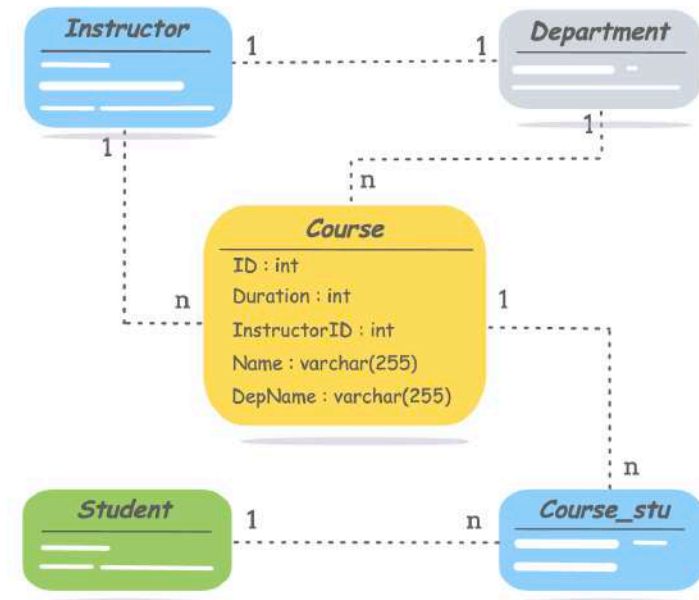 Instructor
1
1
Department
1
1
n
Course
ID : int
Duration : int
n
1
InstructorID : int
Name : varchar(255)
DepName : varchar(255)
n
Student
1
n
Course_stu